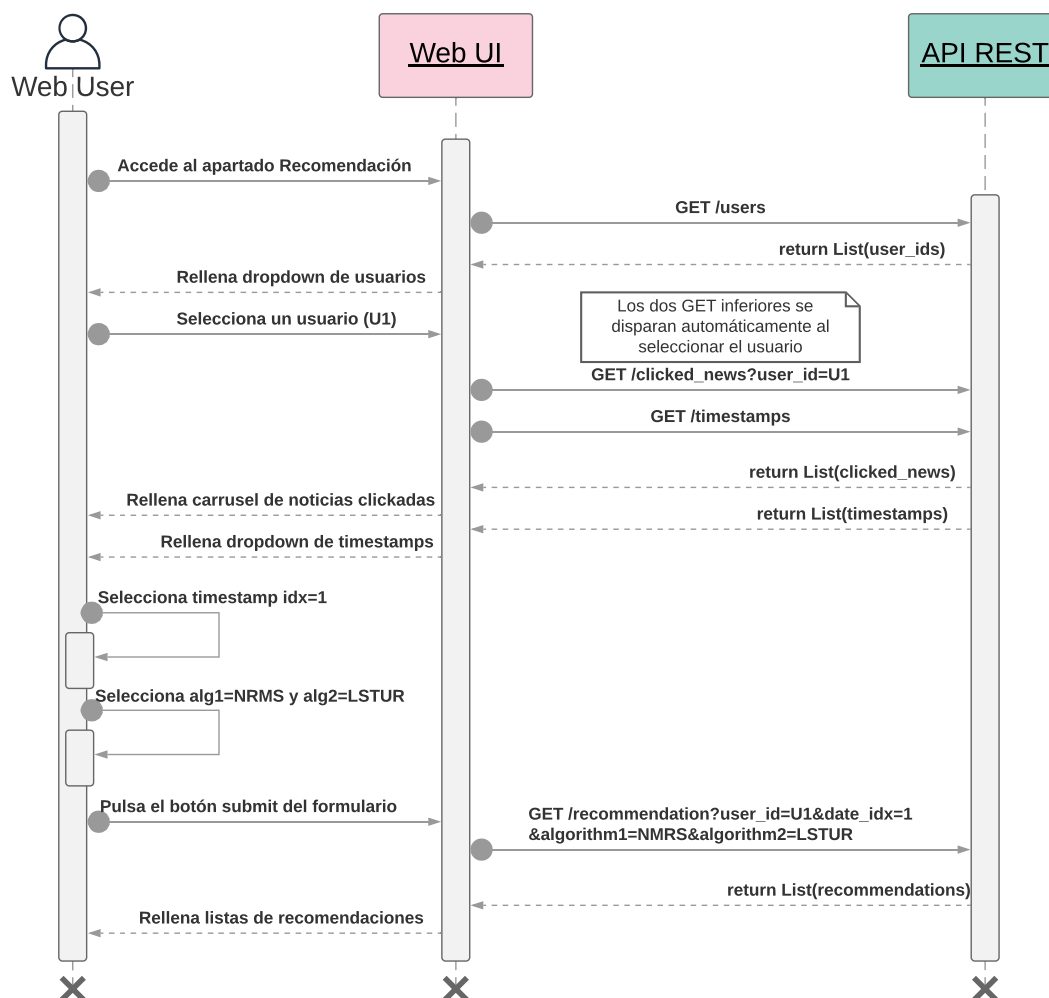 Web User
Web UI
API REST
Accede al apartado Recomendación
GET /users
return List(user_ids)
Rellena dropdown de usuarios
Selecciona un usuario (U1)
Los dos GET inferiores se
disparan automáticamente al
seleccionar el usuario
GET /clicked_news?user_id=U1
GET /timestamps
return List(clicked_news)
Rellena carrusel de noticias clickadas
return List(timestamps)
Rellena dropdown de timestamps
Selecciona timestamp idx=1
Selecciona alg1=NRMS y alg2=LSTUR
Pulsa el botón submit del formulario
GET /recommendation?user_id=U1&date_idx=1
&algorithm1=NMRS&algorithm2=LSTUR
return List(recommendations)
Rellena listas de recomendaciones